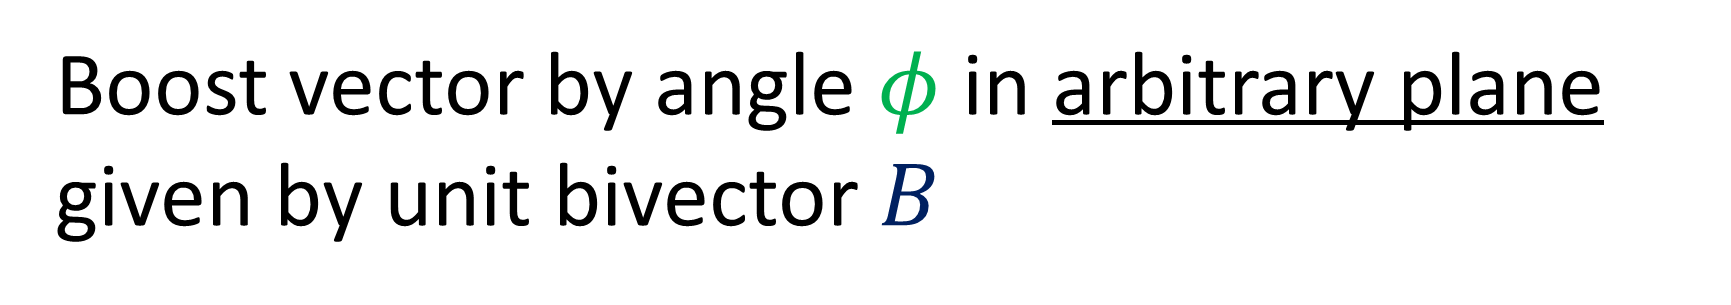 Boost vector by angle ϕ in arbitrary plane
given by unit bivector B